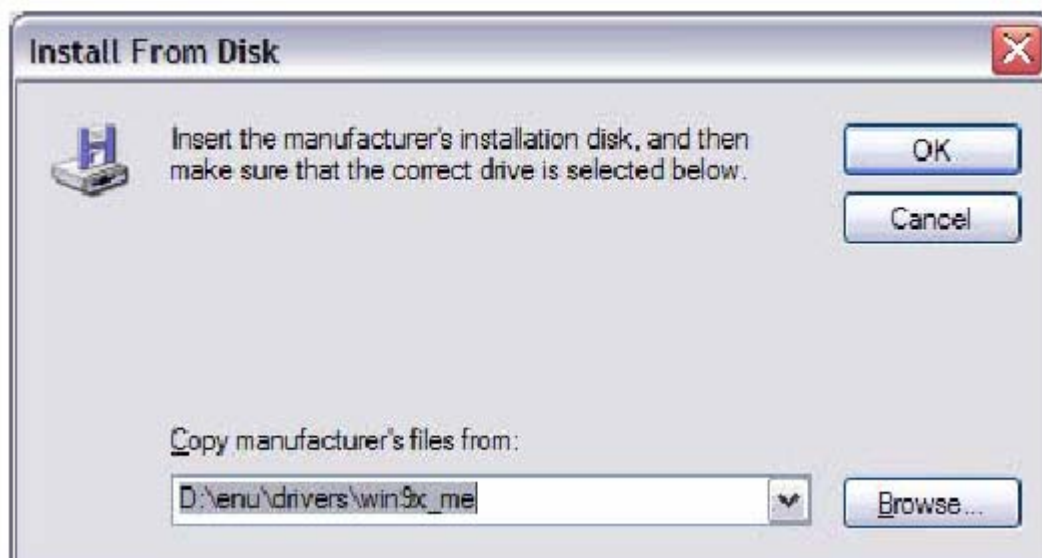 Install From Disk
Insert the manufacturer's installation disk, and then
make sure that the correct drive is selected below.
OK
Cancel
Copy manufacturer's files from:
D:\enu\drivers\win9x_me
Browse...